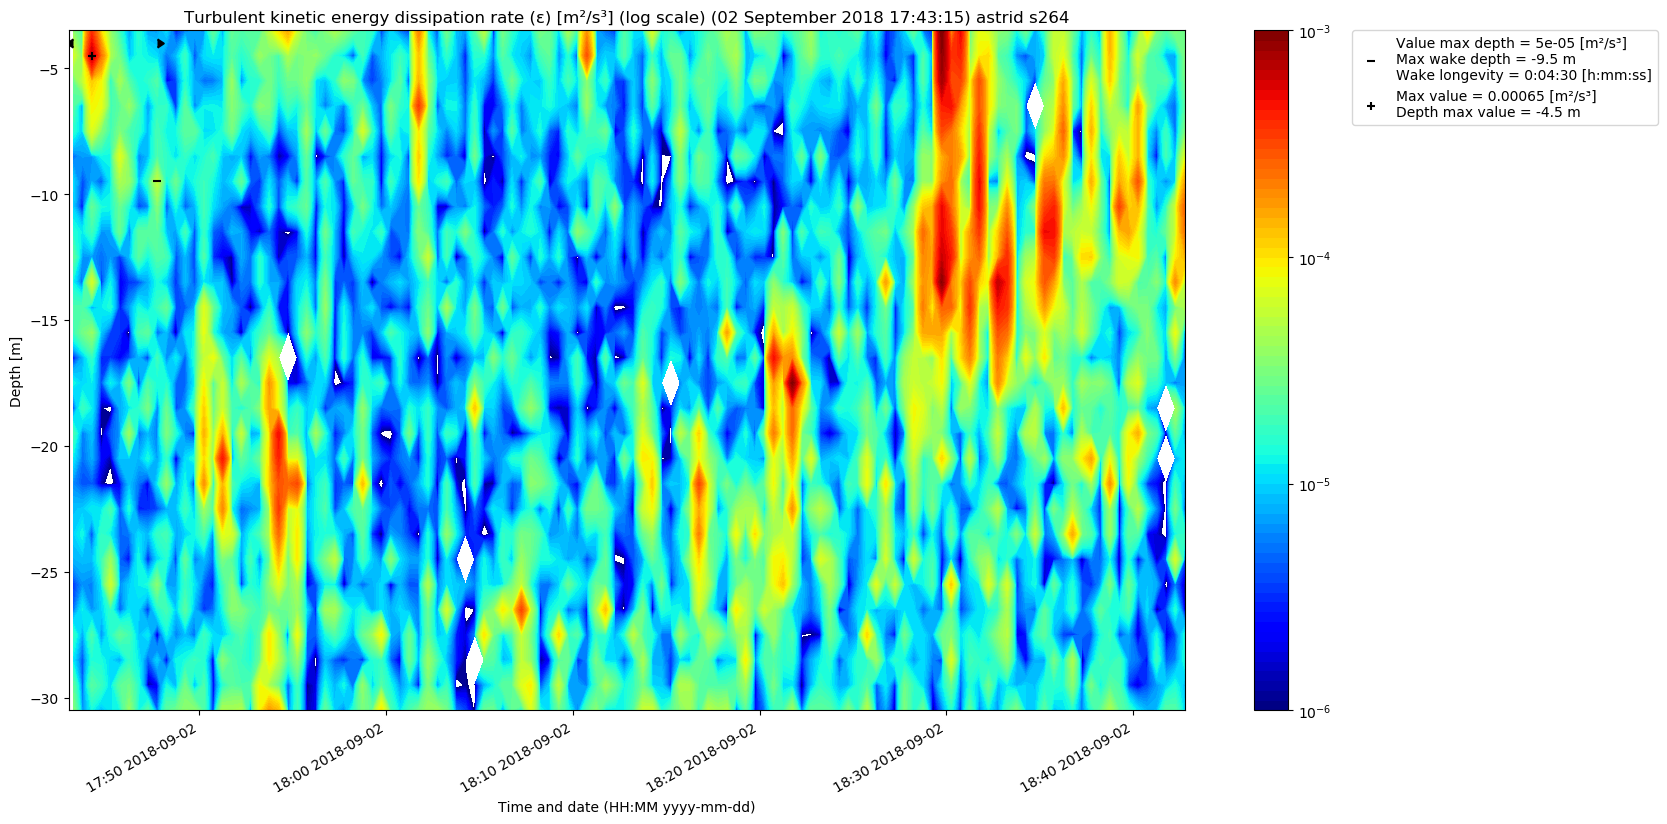 Turbulent kinetic energy dissipation rate (ε) [m²/s³] (log scale) (02 September 2018 17:43:15) astrid s264
Depth [m]
−5
−10
−15
−20
−25
−30
17:50 2018-09-02
18:00 2018-09-02
18:10 2018-09-02
18:20 2018-09-02
18:30 2018-09-02
18:40 2018-09-02
Time and date (HH:MM yyyy-mm-dd)
10⁻³
10⁻⁴
10⁻⁵
10⁻⁶
Value max depth = 5e-05 [m²/s³]
Max wake depth = -9.5 m
Wake longevity = 0:04:30 [h:mm:ss]
Max value = 0.00065 [m²/s³]
Depth max value = -4.5 m